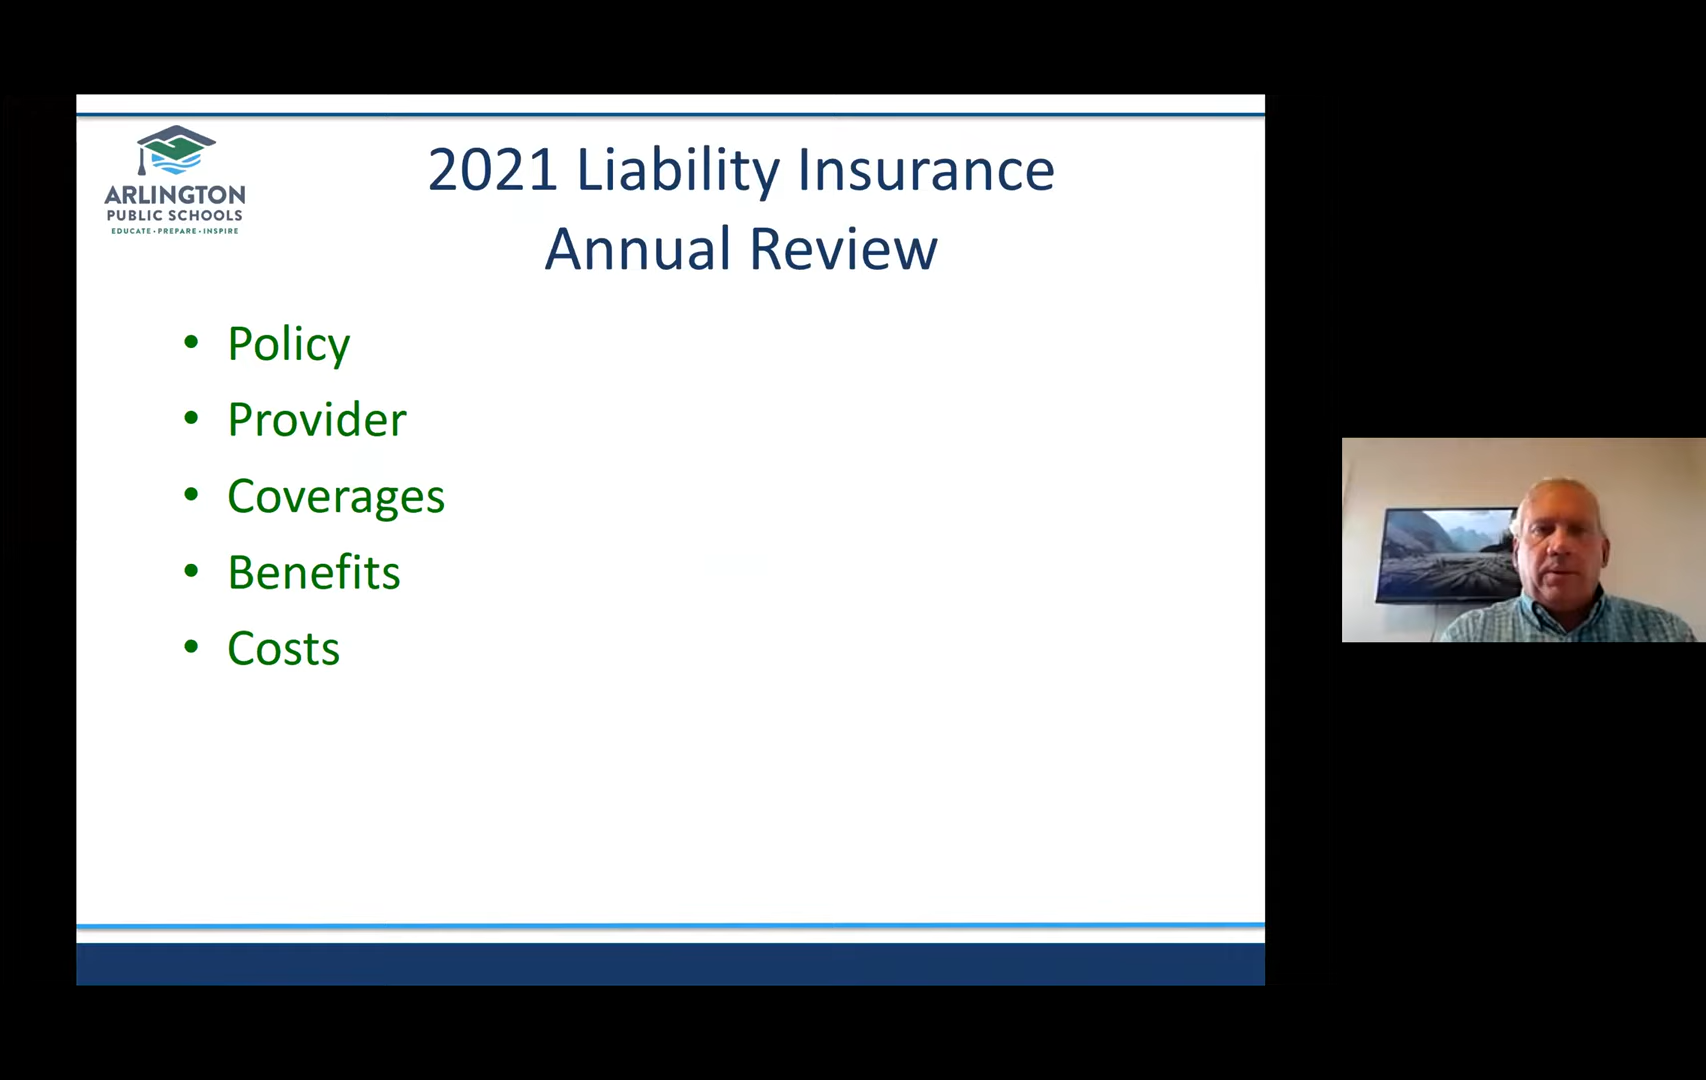 ARLINGTON
PUBLIC SCHOOLS
EDUCATE • PREPARE • INSPIRE
2021 Liability Insurance
Annual Review
• Policy
• Provider
• Coverages
• Benefits
• Costs